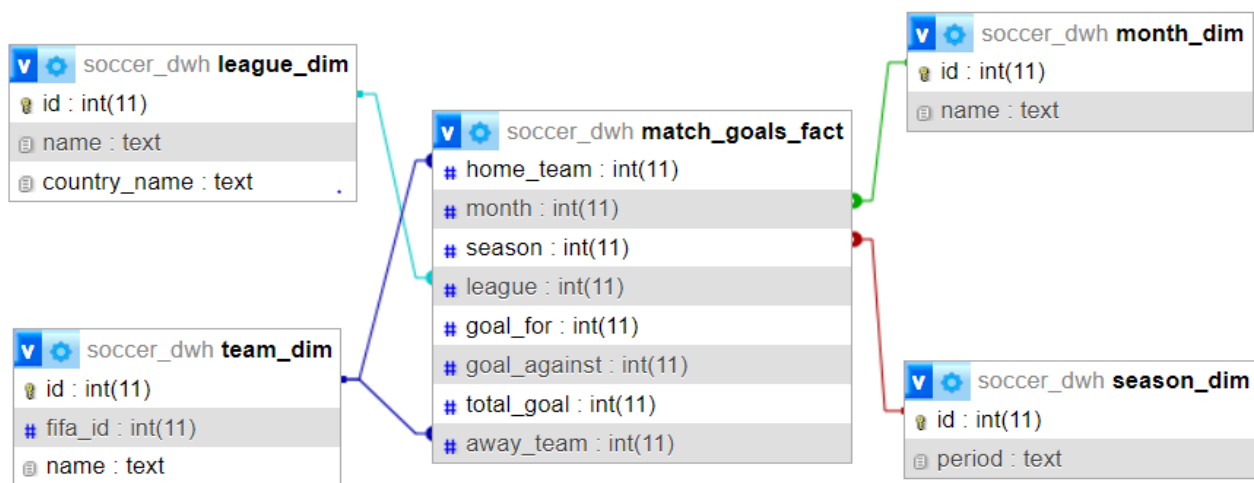 v soccer_dwh league_dim
id : int(11)
name : text
country_name : text
v soccer_dwh team_dim
id : int(11)
# fifa_id : int(11)
name : text
v soccer_dwh match_goals_fact
# home_team : int(11)
# month : int(11)
# season : int(11)
# league : int(11)
# goal_for : int(11)
# goal_against : int(11)
# total_goal : int(11)
# away_team : int(11)
v soccer_dwh month_dim
id : int(11)
name : text
v soccer_dwh season_dim
id : int(11)
period : text